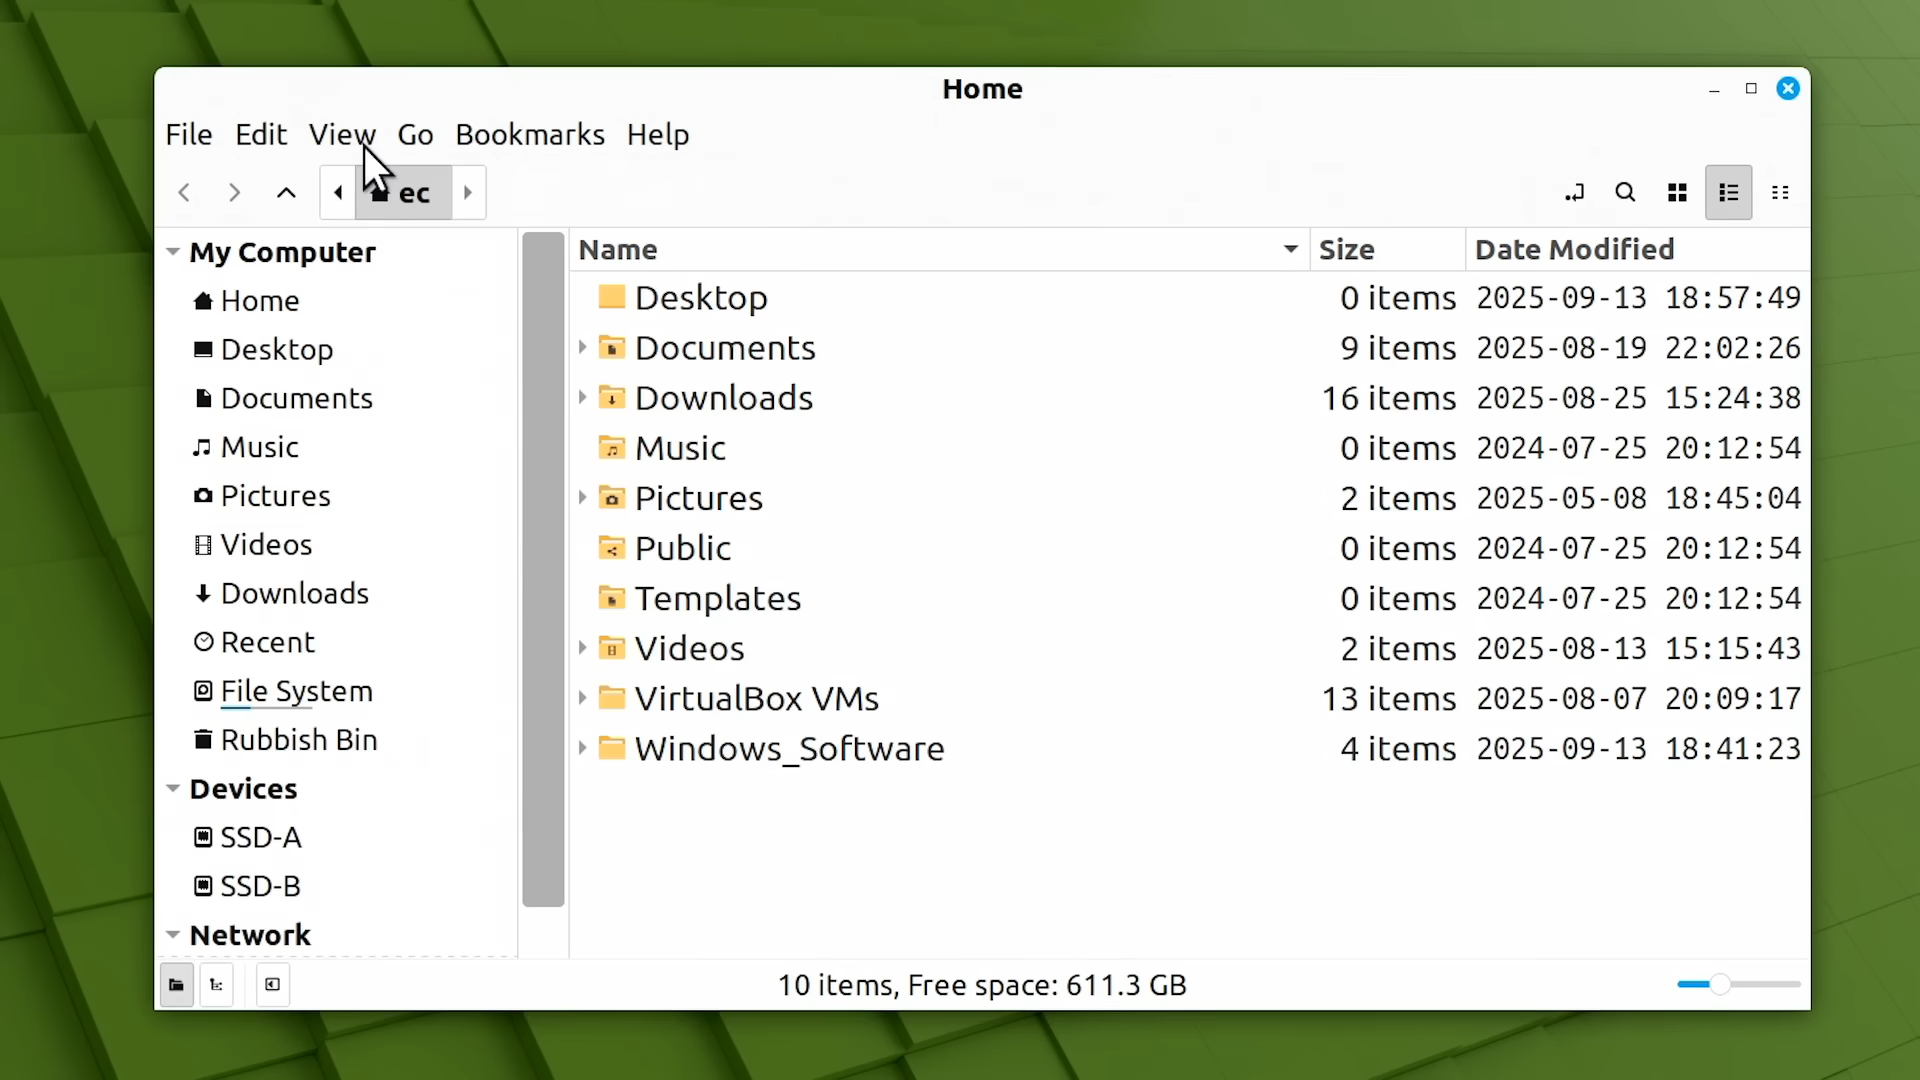 Home
File Edit View Go Bookmarks Help
ec
My Computer
Home
Desktop
Documents
Music
Pictures
Videos
Downloads
Recent
File System
Rubbish Bin
Devices
SSD-A
SSD-B
Network
Name Size Date Modified
Desktop 0 items 2025-09-13 18:57:49
Documents 9 items 2025-08-19 22:02:26
Downloads 16 items 2025-08-25 15:24:38
Music 0 items 2024-07-25 20:12:54
Pictures 2 items 2025-05-08 18:45:04
Public 0 items 2024-07-25 20:12:54
Templates 0 items 2024-07-25 20:12:54
Videos 2 items 2025-08-13 15:15:43
VirtualBox VMs 13 items 2025-08-07 20:09:17
Windows_Software 4 items 2025-09-13 18:41:23
10 items, Free space: 611.3 GB